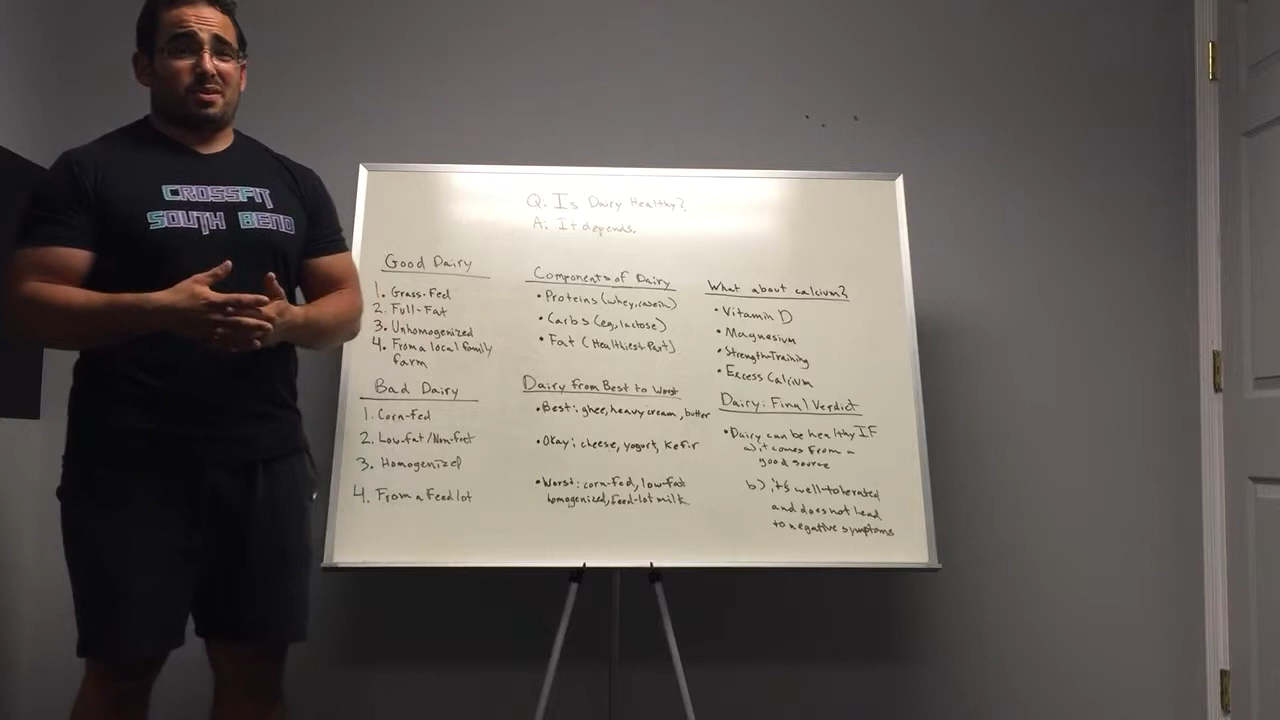 CROSSFIT
SOUTH BEND
Q. Is Dairy Healthy?
A: It depends.
Good Dairy
1. Grass-Fed
2. Full-Fat
3. Unhomogenized
4. From a local family
farm
Bad Dairy
1. Corn-Fed
2. Low-fat/Non-fat
3. Homogenized
4. From a Feed lot
Components of Dairy
• Proteins (whey, casein)
• Carbs (eg, lactose)
• Fat (Healthiest Part)
Dairy from Best to Worst
• Best: ghee, heavy cream, butter
• Okay: cheese, yogurt, Kefir
• Worst: corn-fed, low-fat
homogenized, feed-lot milk
What about calcium?
• Vitamin D
• Magnesium
• Strength-Training
• Excess Calcium
Dairy: Final Verdict
• Dairy can be healthy IF
a) it comes from a
good source
b) it's well-tolerated
and does not lead
to negative symptoms